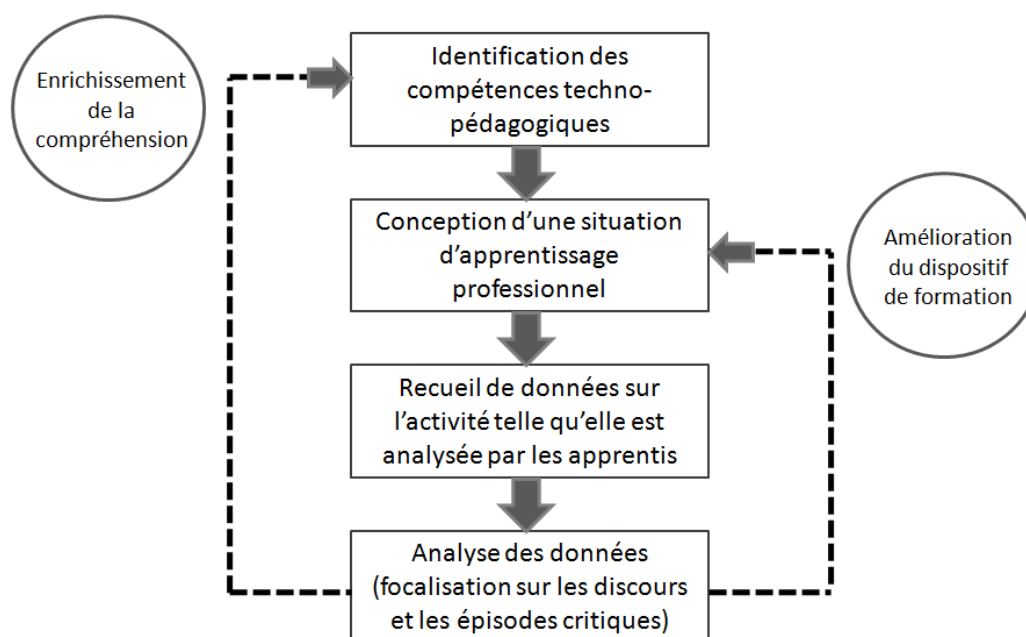 Enrichissement
de la
compréhension
Identification des
compétences techno-
pédagogiques
Conception d’une situation
d’apprentissage
professionnel
Amélioration
du dispositif
de formation
Recueil de données sur
l’activité telle qu’elle est
analysée par les apprentis
Analyse des données
(focalisation sur les discours
et les épisodes critiques)